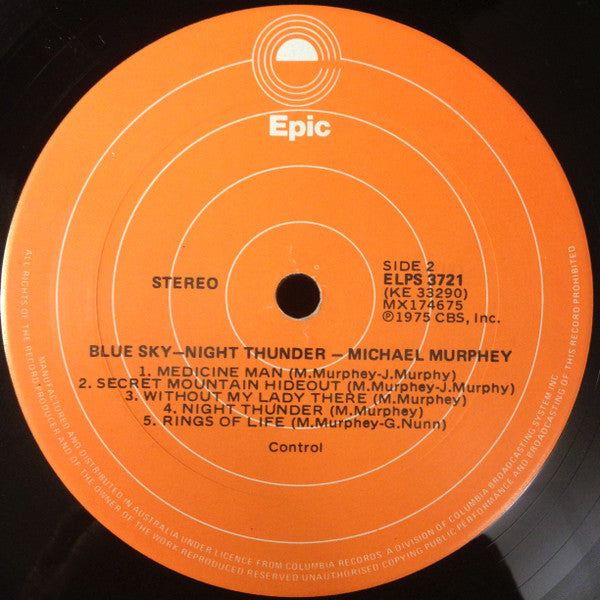 Epic
STEREO
SIDE 2
ELPS 3721
(KE 33290)
MX174675
Ⓟ1975 CBS, Inc.
BLUE SKY—NIGHT THUNDER — MICHAEL MURPHEY
1. MEDICINE MAN (M.Murphey-J.Murphy)
2. SECRET MOUNTAIN HIDEOUT (M.Murphey-J.Murphy)
3. WITHOUT MY LADY THERE (M.Murphey)
4. NIGHT THUNDER (M.Murphey)
5. RINGS OF LIFE (M.Murphey-G.Nunn)
Control
MANUFACTURED AND DISTRIBUTED IN AUSTRALIA UNDER LICENCE FROM COLUMBIA RECORDS. A DIVISION OF COLUMBIA BROADCASTING SYSTEM INC.
ALL RIGHTS OF THE RECORD PRODUCER AND OF THE OWNER OF THE WORK REPRODUCED RESERVED UNAUTHORISED COPYING PUBLIC PERFORMANCE AND BROADCASTING OF THIS RECORD PROHIBITED